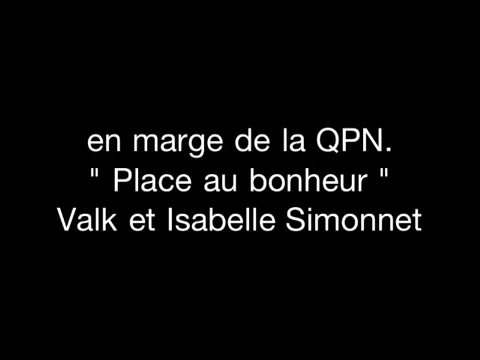 en marge de la QPN.
" Place au bonheur "
Valk et Isabelle Simonnet